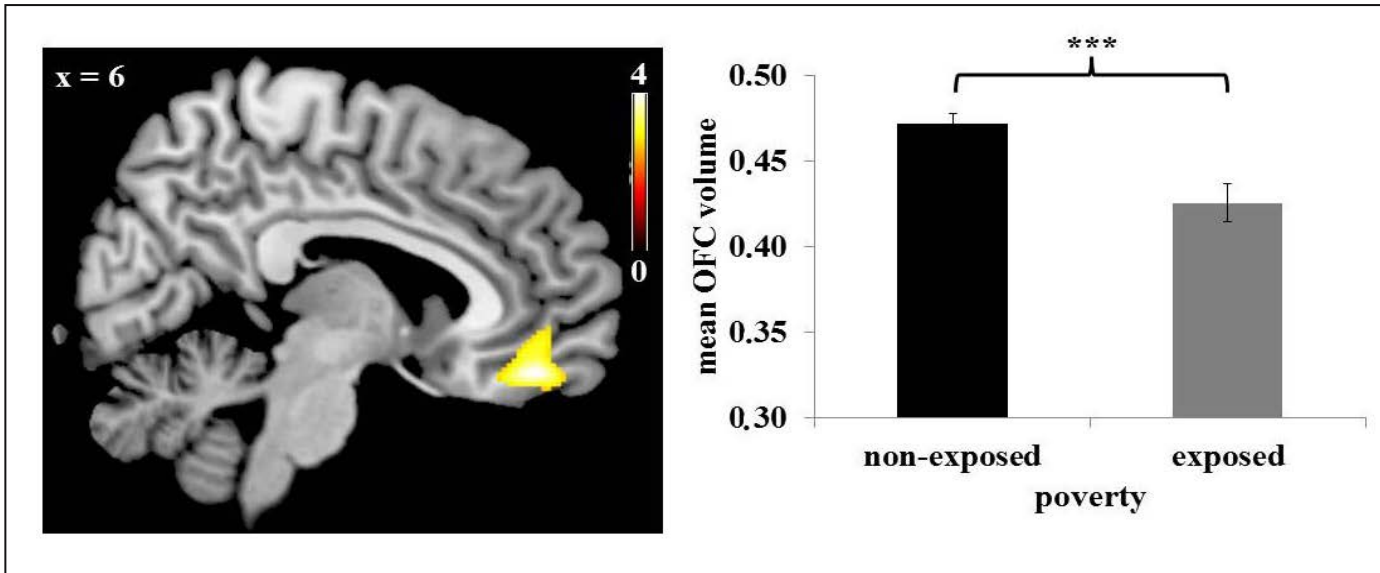 x = 6
4
0
***
mean OFC volume
0.50
0.45
0.40
0.35
0.30
non-exposed
exposed
poverty